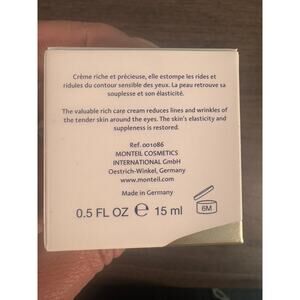 Crème riche et précieuse, elle estompe les rides et
ridules du contour sensible des yeux. La peau retrouve sa
souplesse et son élasticité.
The valuable rich care cream reduces lines and wrinkles of
the tender skin around the eyes. The skin's elasticity and
suppleness is restored.
Ref. 001086
MONTEIL COSMETICS
INTERNATIONAL GmbH
Oestrich-Winkel, Germany
www.monteil.com
Made in Germany
0.5 FL OZ ℮ 15 ml
6M